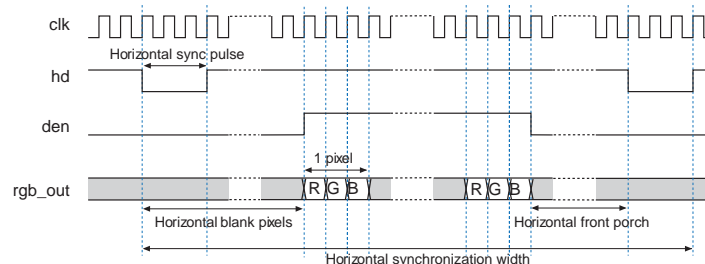 clk
Horizontal sync pulse
hd
den
1 pixel
rgb_out
R G B
R G B
Horizontal blank pixels
Horizontal front porch
Horizontal synchronization width